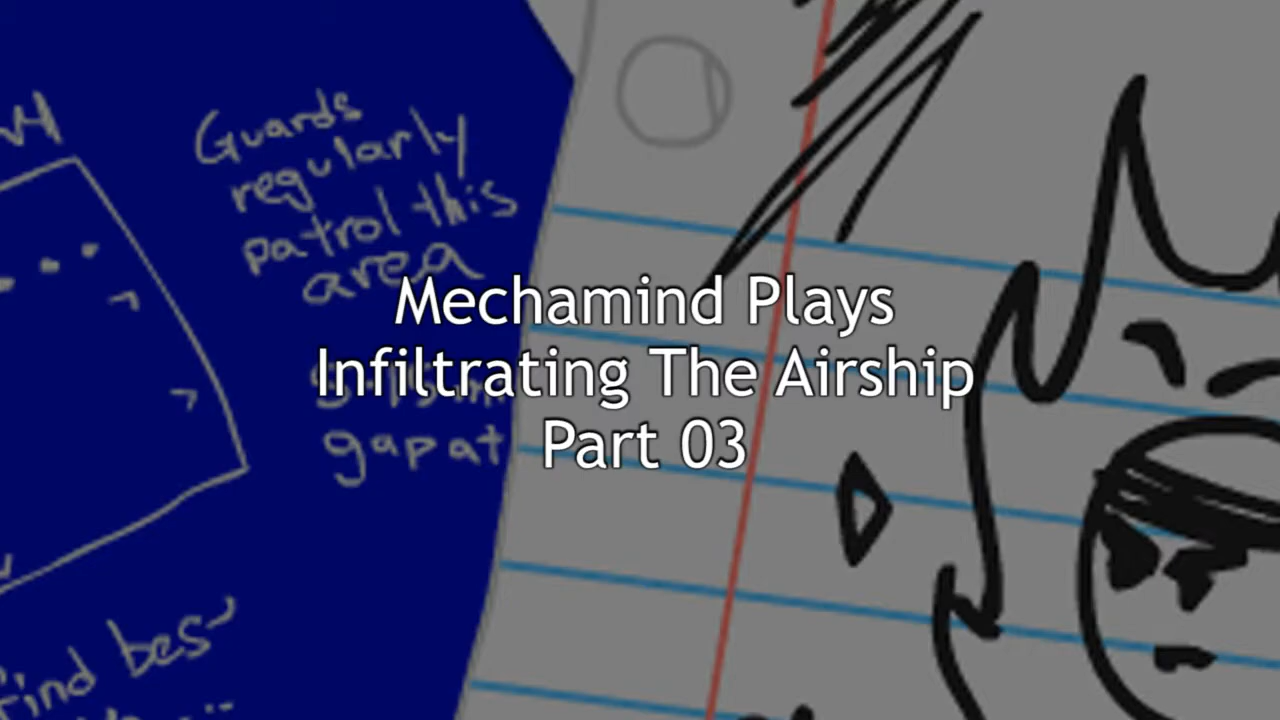 Guards
regularly
patrol this
area
Mechamind Plays
Infiltrating The Airship
Part 03
gap at
find bes